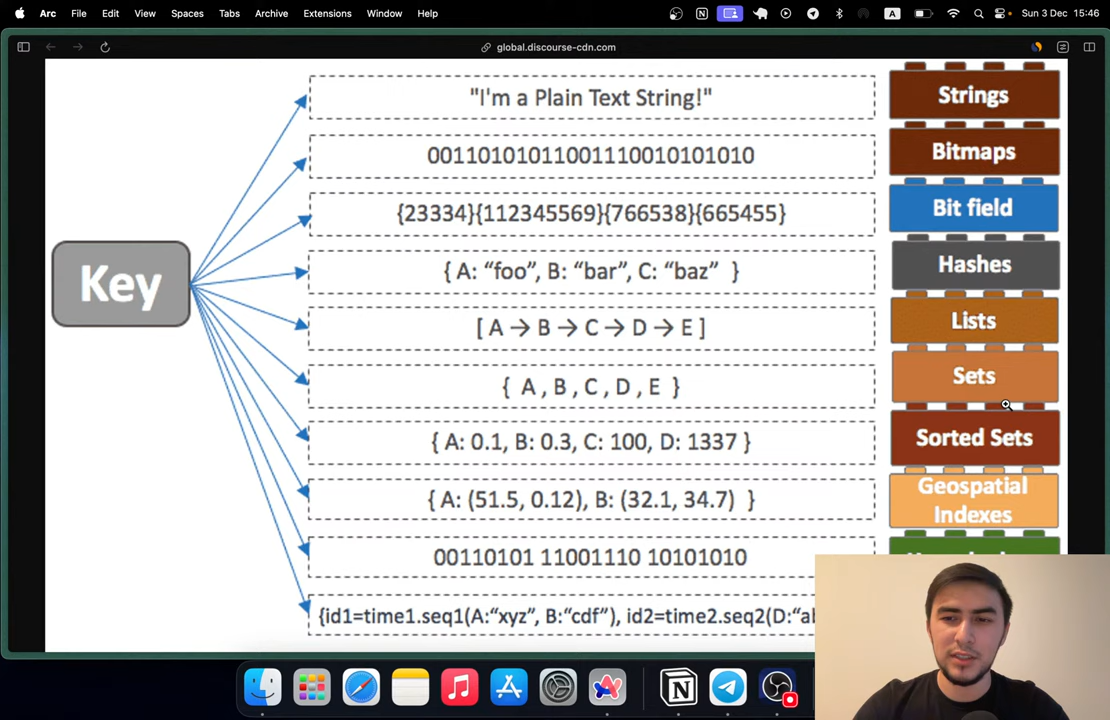 Arc File Edit View Spaces Tabs Archive Extensions Window Help A Sun 3 Dec 15:46
global.discourse-cdn.com
"I'm a Plain Text String!" Strings
00110101011001110010101010 Bitmaps
{23334}{112345569}{766538}{665455} Bit field
Key
{ A: “foo”, B: “bar”, C: “baz” } Hashes
[ A → B → C → D → E ] Lists
{ A , B , C , D , E } Sets
{ A: 0.1, B: 0.3, C: 100, D: 1337 } Sorted Sets
{ A: (51.5, 0.12), B: (32.1, 34.7) } Geospatial
Indexes
00110101 11001110 10101010
{id1=time1.seq1(A:“xyz”, B:“cdf”), id2=time2.seq2(D: